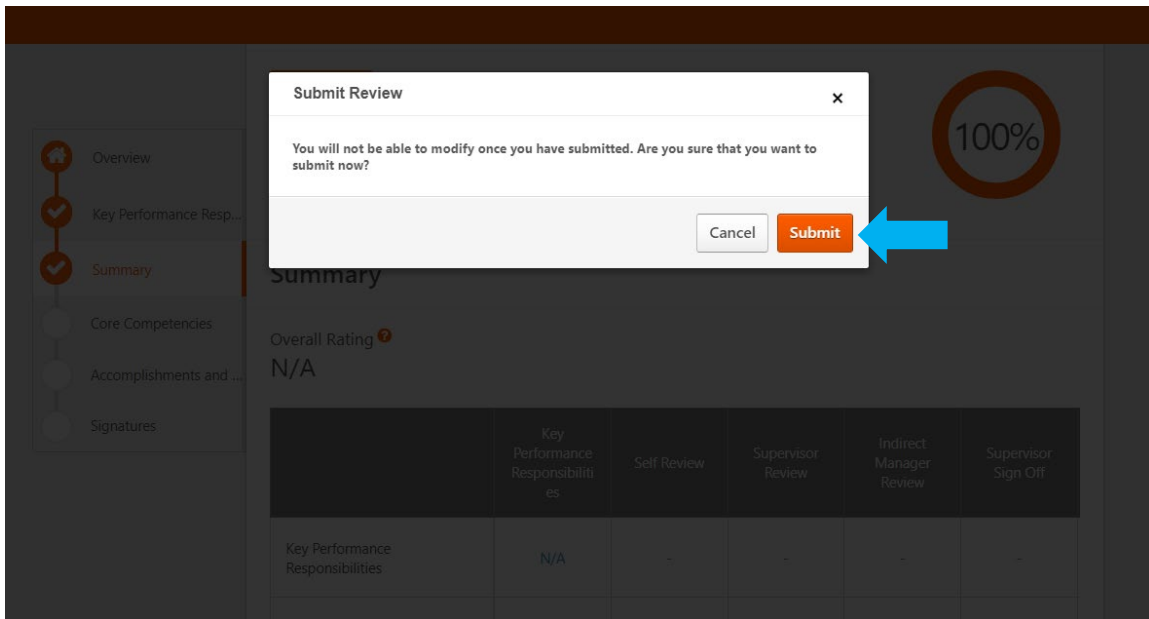 Submit Review
×
You will not be able to modify once you have submitted. Are you sure that you want to
submit now?
Cancel
Submit
100%
Overview
Key Performance Resp...
Summary
Core Competencies
Accomplishments and ...
Signatures
Summary
Overall Rating ?
N/A
Key
Performance
Responsibiliti
es
Self Review
Supervisor
Review
Indirect
Manager
Review
Supervisor
Sign Off
Key Performance
Responsibilities
N/A
-
-
-
-